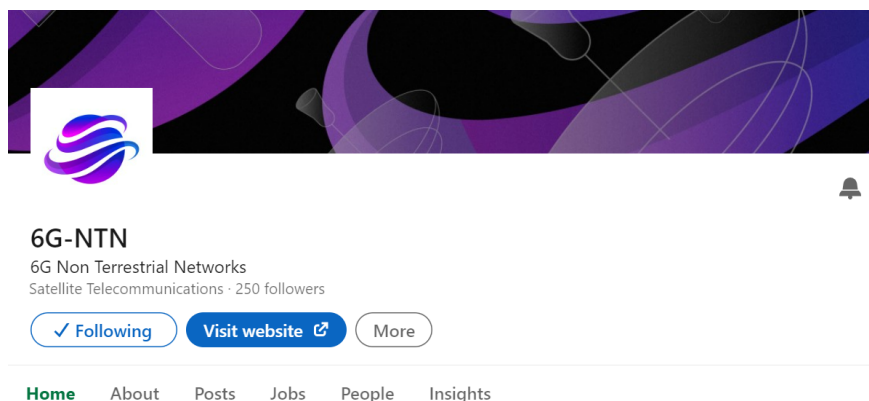 6G-NTN
6G Non Terrestrial Networks
Satellite Telecommunications · 250 followers
✓ Following Visit website More
Home About Posts Jobs People Insights